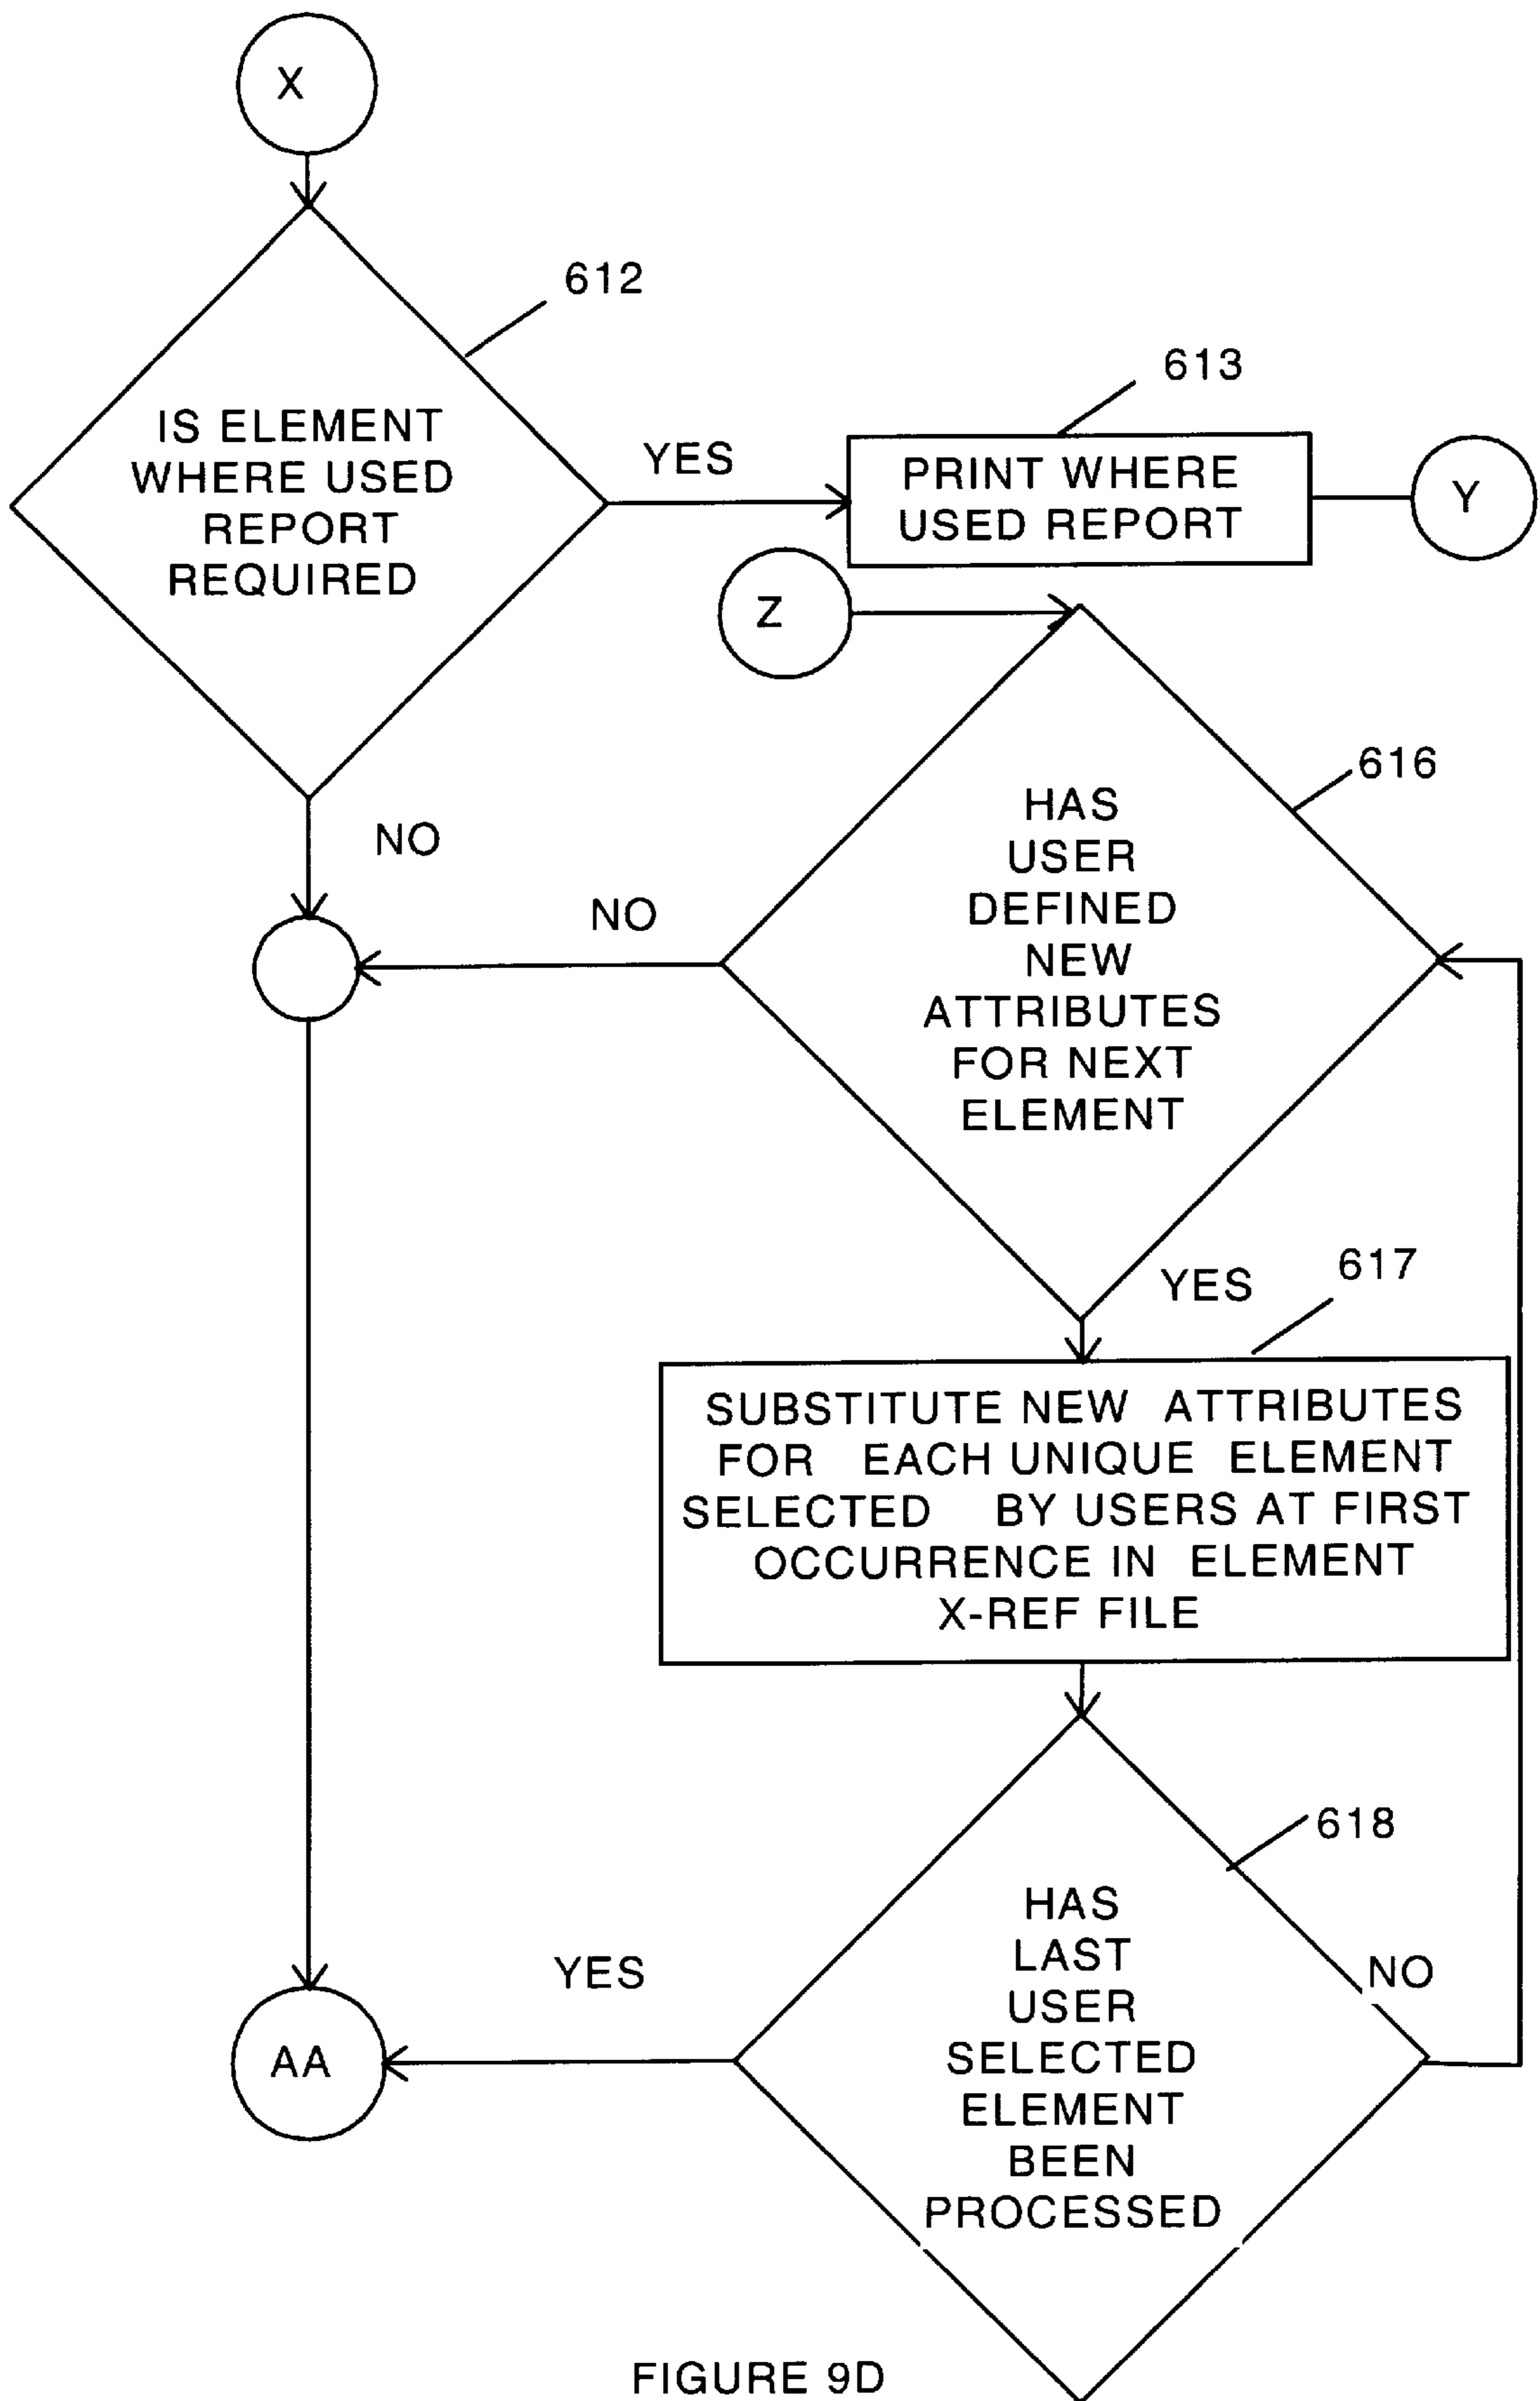 X
612
IS ELEMENT
WHERE USED
REPORT
REQUIRED
YES
613
PRINT WHERE
USED REPORT
Y
Z
NO
616
HAS
USER
DEFINED
NEW
ATTRIBUTES
FOR NEXT
ELEMENT
NO
YES
617
SUBSTITUTE NEW ATTRIBUTES
FOR EACH UNIQUE ELEMENT
SELECTED BY USERS AT FIRST
OCCURRENCE IN ELEMENT
X-REF FILE
618
HAS
LAST
USER
SELECTED
ELEMENT
BEEN
PROCESSED
YES
NO
AA
FIGURE 9D